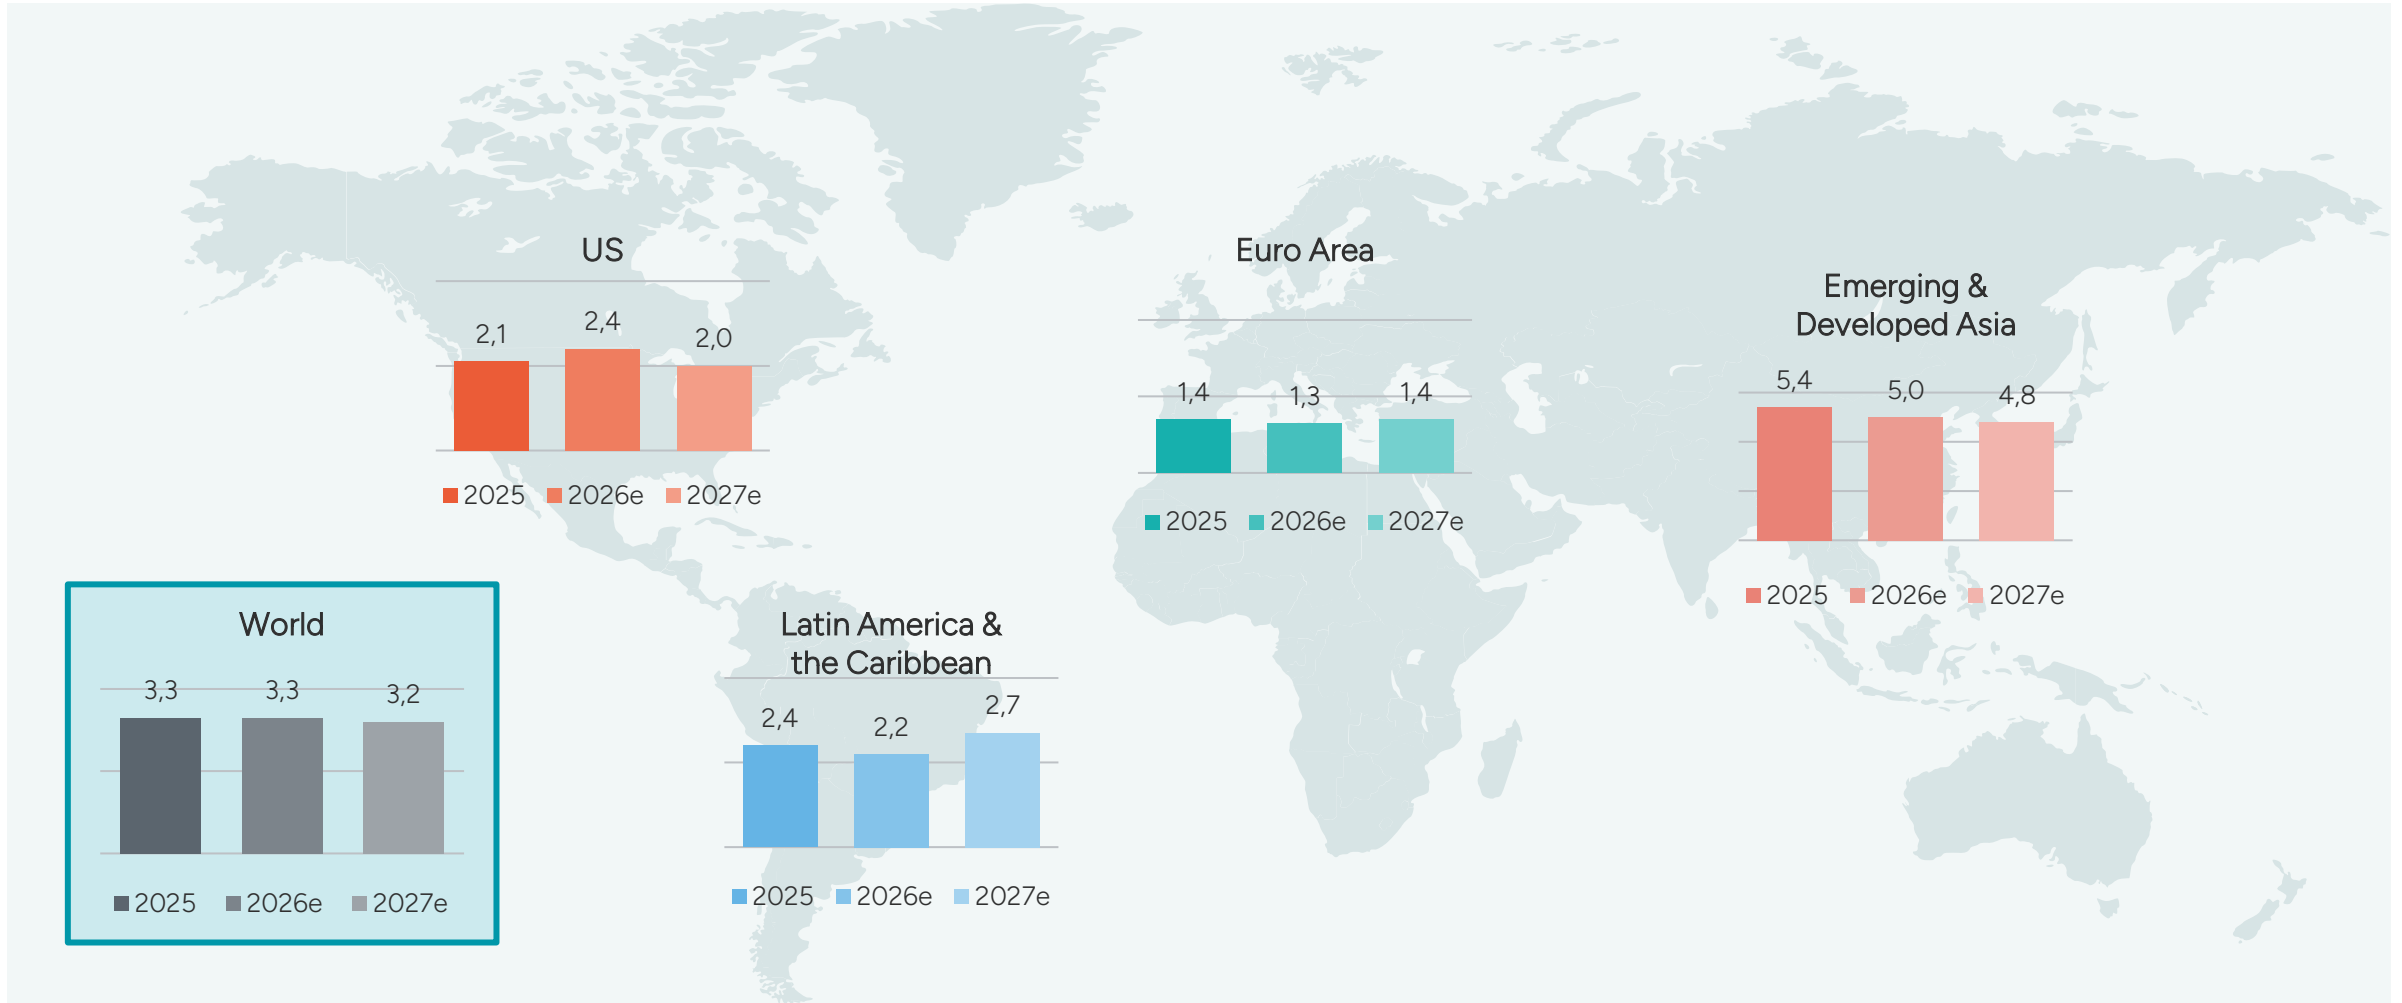 US
2,1
2,4
2,0
2025 2026e 2027e
Euro Area
1,4
1,3
1,4
2025 2026e 2027e
Emerging &
Developed Asia
5,4
5,0
4,8
2025 2026e 2027e
World
3,3
3,3
3,2
2025 2026e 2027e
Latin America &
the Caribbean
2,4
2,2
2,7
2025 2026e 2027e